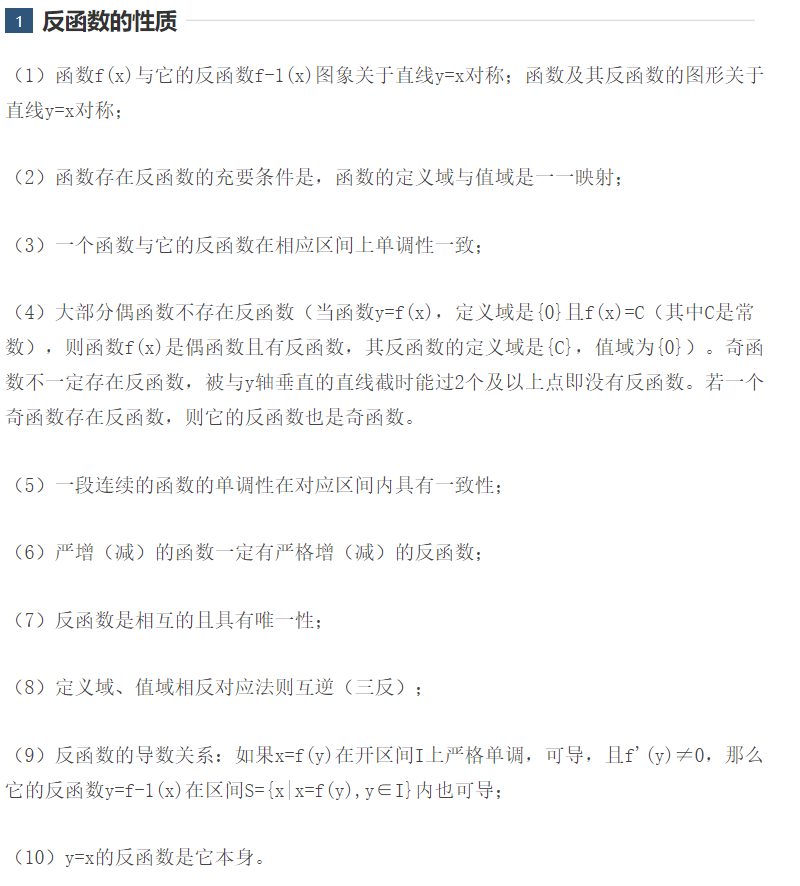 1 反函数的性质
（1）函数f(x)与它的反函数f-1(x)图象关于直线y=x对称；函数及其反函数的图形关于
直线y=x对称；
（2）函数存在反函数的充要条件是，函数的定义域与值域是一一映射；
（3）一个函数与它的反函数在相应区间上单调性一致；
（4）大部分偶函数不存在反函数（当函数y=f(x)，定义域是{0}且f(x)=C（其中C是常
数），则函数f(x)是偶函数且有反函数，其反函数的定义域是{C}，值域为{0}）。奇函
数不一定存在反函数，被与y轴垂直的直线截时能过2个及以上点即没有反函数。若一个
奇函数存在反函数，则它的反函数也是奇函数。
（5）一段连续的函数的单调性在对应区间内具有一致性；
（6）严增（减）的函数一定有严格增（减）的反函数；
（7）反函数是相互的且具有唯一性；
（8）定义域、值域相反对应法则互逆（三反）；
（9）反函数的导数关系：如果x=f(y)在开区间I上严格单调，可导，且f'(y)≠0，那么
它的反函数y=f-1(x)在区间S={x|x=f(y),y∈I}内也可导；
（10）y=x的反函数是它本身。